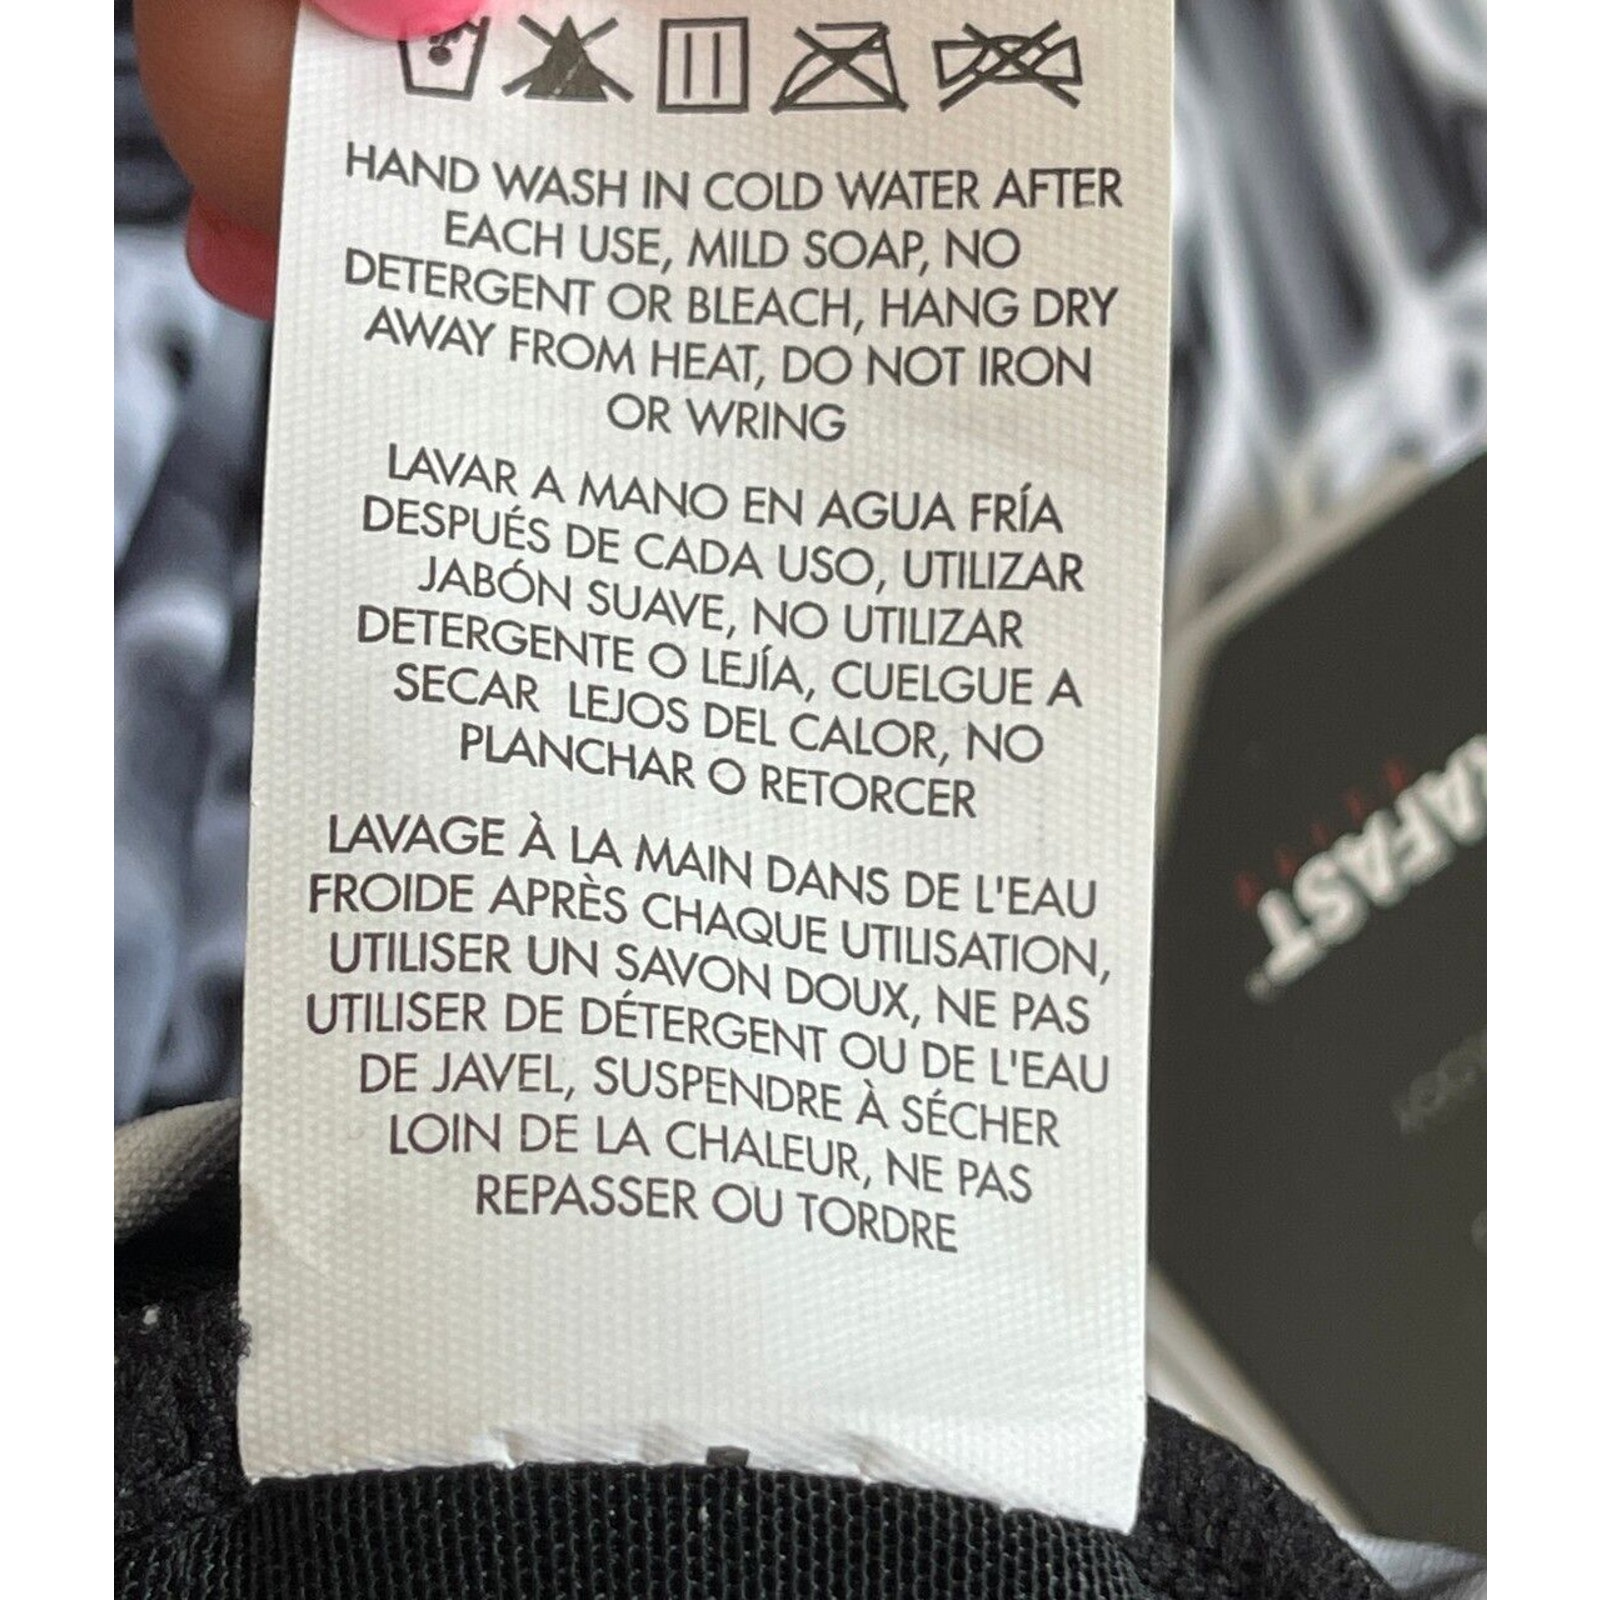 HAND WASH IN COLD WATER AFTER
EACH USE, MILD SOAP, NO
DETERGENT OR BLEACH, HANG DRY
AWAY FROM HEAT, DO NOT IRON
OR WRING
LAVAR A MANO EN AGUA FRÍA
DESPUÉS DE CADA USO, UTILIZAR
JABÓN SUAVE, NO UTILIZAR
DETERGENTE O LEJÍA, CUELGUE A
SECAR LEJOS DEL CALOR, NO
PLANCHAR O RETORCER
LAVAGE À LA MAIN DANS DE L'EAU
FROIDE APRÈS CHAQUE UTILISATION,
UTILISER UN SAVON DOUX, NE PAS
UTILISER DE DÉTERGENT OU DE L'EAU
DE JAVEL, SUSPENDRE À SÉCHER
LOIN DE LA CHALEUR, NE PAS
REPASSER OU TORDRE